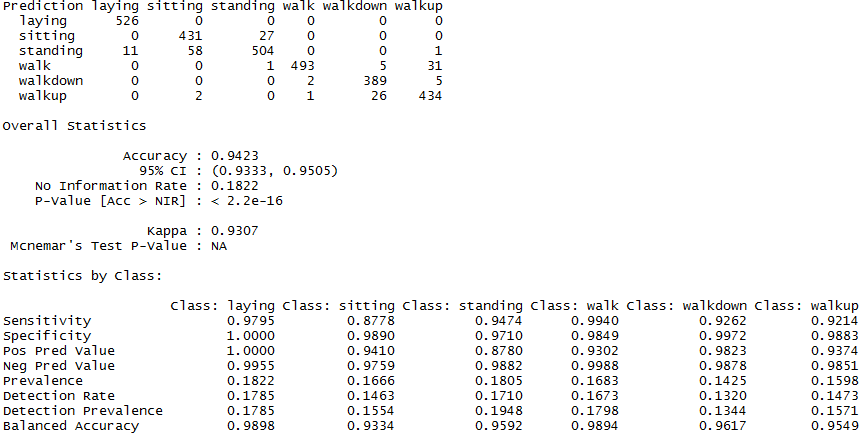 Prediction laying sitting standing walk walkdown walkup
laying 526 0 0 0 0 0
sitting 0 431 27 0 0 0
standing 11 58 504 0 0 1
walk 0 0 1 493 5 31
walkdown 0 0 0 2 389 5
walkup 0 2 0 1 26 434
Overall Statistics
Accuracy : 0.9423
95% CI : (0.9333, 0.9505)
No Information Rate : 0.1822
P-Value [Acc > NIR] : < 2.2e-16
Kappa : 0.9307
Mcnemar's Test P-Value : NA
Statistics by Class:
Class: laying Class: sitting Class: standing Class: walk Class: walkdown Class: walkup
Sensitivity 0.9795 0.8778 0.9474 0.9940 0.9262 0.9214
Specificity 1.0000 0.9890 0.9710 0.9849 0.9972 0.9883
Pos Pred Value 1.0000 0.9410 0.8780 0.9302 0.9823 0.9374
Neg Pred Value 0.9955 0.9759 0.9882 0.9988 0.9878 0.9851
Prevalence 0.1822 0.1666 0.1805 0.1683 0.1425 0.1598
Detection Rate 0.1785 0.1463 0.1710 0.1673 0.1320 0.1473
Detection Prevalence 0.1785 0.1554 0.1948 0.1798 0.1344 0.1571
Balanced Accuracy 0.9898 0.9334 0.9592 0.9894 0.9617 0.9549